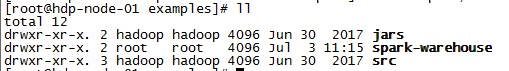 [root@hdp-node-01 examples]# ll
total 12
drwxr-xr-x. 2 hadoop hadoop 4096 Jun 30  2017 jars
drwxr-xr-x. 2 root   root   4096 Jul  3 11:15 spark-warehouse
drwxr-xr-x. 3 hadoop hadoop 4096 Jun 30  2017 src